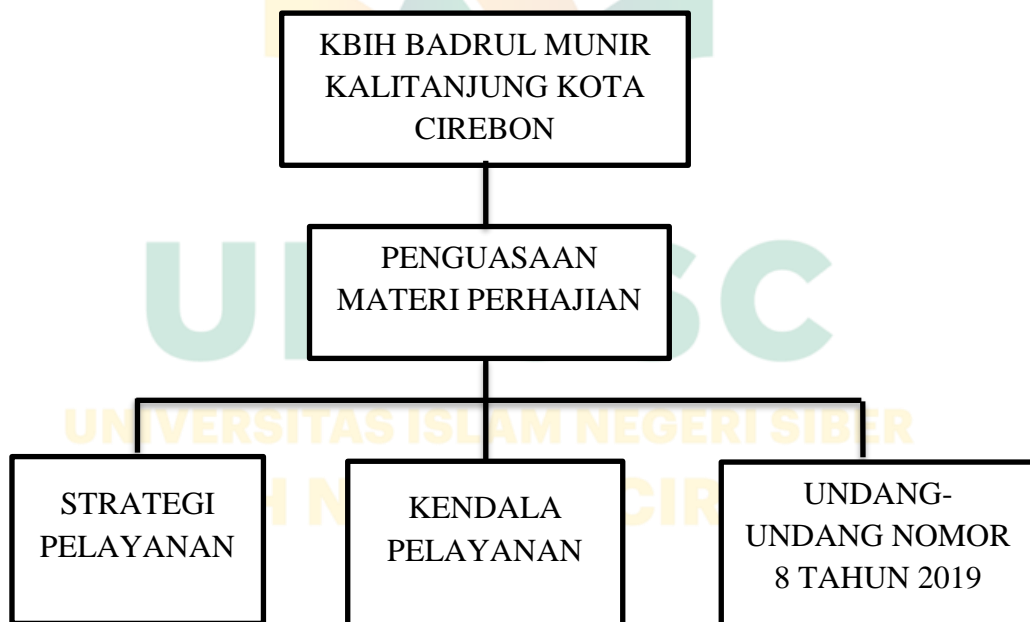 KBIH BADRUL MUNIR
KALITANJUNG KOTA
CIREBON
PENGUASAAN
MATERI PERHAJIAN
UNIVERSITAS ISLAM NEGERI SIBER
STRATEGI
PELAYANAN
KENDALA
PELAYANAN
UNDANG-
UNDANG NOMOR
8 TAHUN 2019